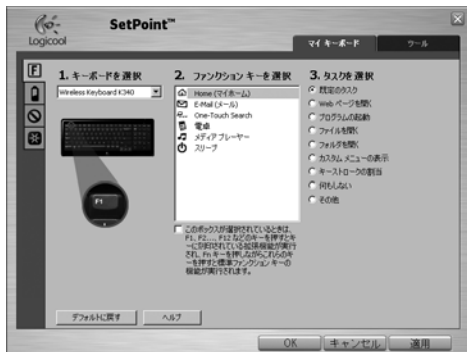 Logicool
SetPoint™
マイ キーボード
ツール
F
1. キーボードを選択
Wireless Keyboard K340
F1
2. ファンクション キーを選択
Home (マイホーム)
E-Mail (メール)
One-Touch Search
電卓
メディアプレーヤー
スリープ
このボックスが選択されているときは、
F1、F2...、F12 などのキーを押すとキ
ーに刻印されている拡張機能が実行
され、Fn キーを押しながらこれらのキ
ーを押すと標準ファンクション キーの
機能が実行されます。
3. タスクを選択
既定のタスク
Web ページを開く
プログラムの起動
ファイルを開く
フォルダを開く
カスタム メニューの表示
キーストロークの割当
何もしない
その他
デフォルトに戻す
ヘルプ
OK
キャンセル
適用